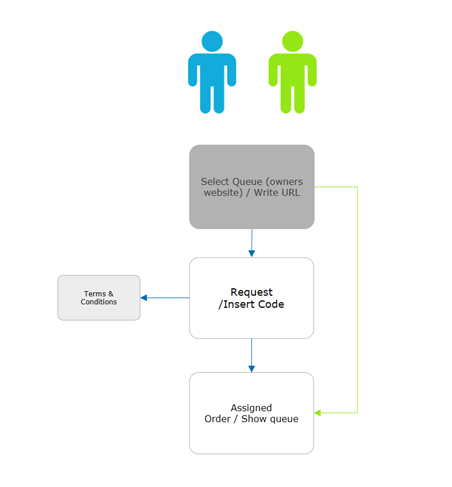 Select Queue (owners
website) / Write URL
Request
/Insert Code
Terms &
Conditions
Assigned
Order / Show queue